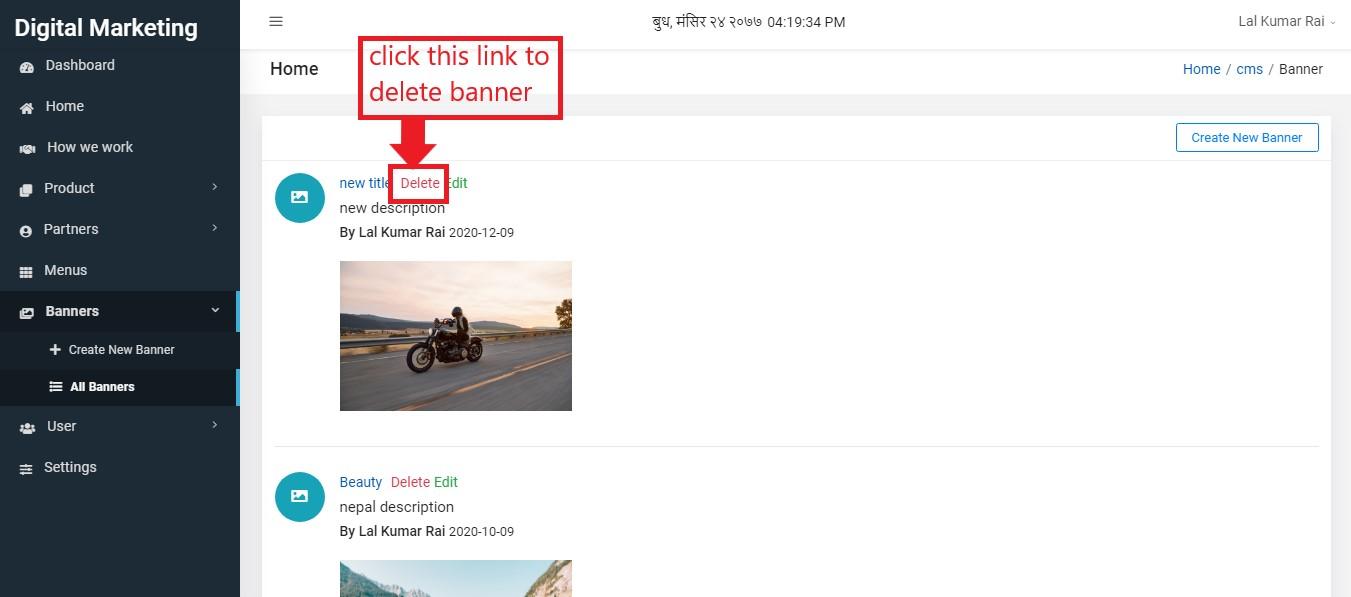 Digital Marketing
बुध, मंसिर २४ २०७७ 04:19:34 PM
Lal Kumar Rai
Dashboard
Home
How we work
Product
Partners
Menus
Banners
Create New Banner
All Banners
User
Settings
Home
Home / cms / Banner
click this link to
delete banner
Create New Banner
new title Delete Edit
new description
By Lal Kumar Rai 2020-12-09
Beauty Delete Edit
nepal description
By Lal Kumar Rai 2020-10-09